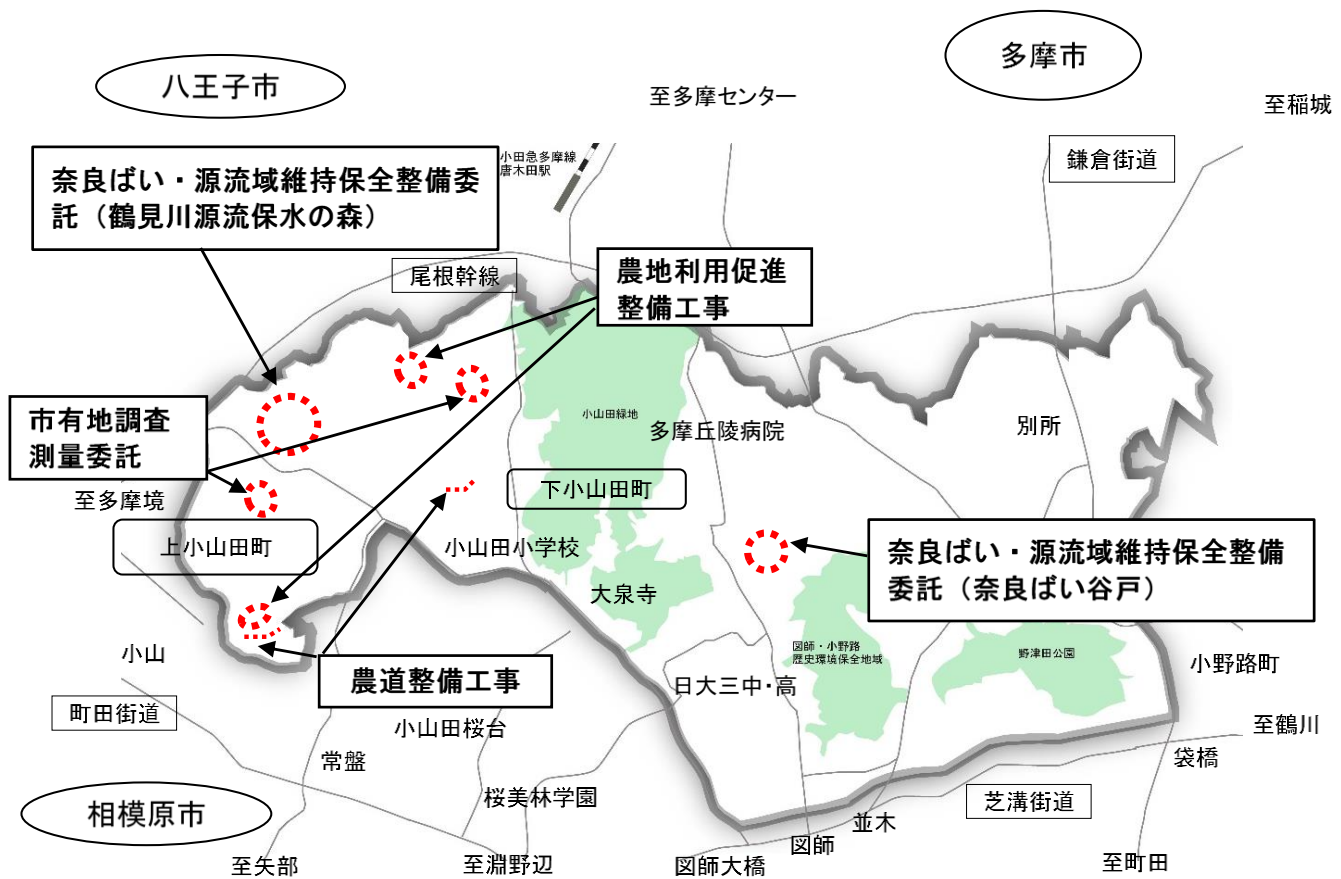 多摩市
八王子市
至多摩センター
至稲城
小田急多摩線
唐木田駅
鎌倉街道
奈良ばい・源流域維持保全整備委
託（鶴見川源流保水の森）
尾根幹線
農地利用促進
整備工事
市有地調査
測量委託
小山田緑地
多摩丘陵病院
別所
至多摩境
下小山田町
上小山田町
小山田小学校
奈良ばい・源流域維持保全整備
委託（奈良ばい谷戸）
大泉寺
小山
図師・小野路
歴史環境保全地域
野津田公園
小野路町
農道整備工事
日大三中・高
町田街道
小山田桜台
至鶴川
常盤
袋橋
桜美林学園
芝溝街道
相模原市
並木
図師
至矢部
至淵野辺
図師大橋
至町田